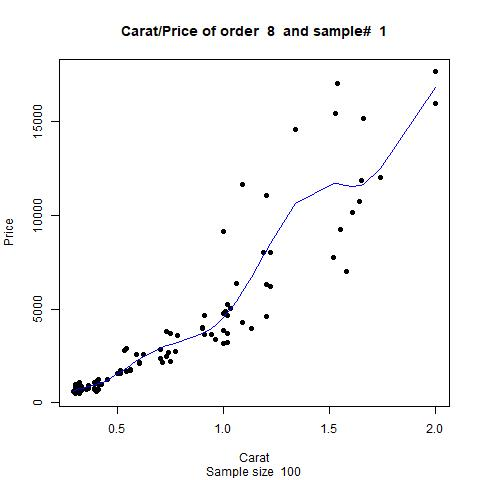 Carat/Price of order 8 and sample# 1
Price
15000
10000
5000
0
0.5 1.0 1.5 2.0
Carat
Sample size 100